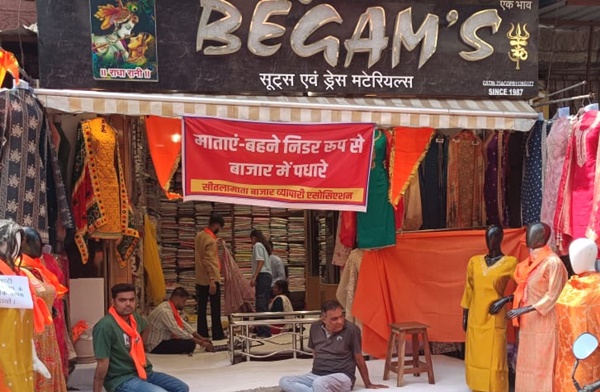 BEGAM'S
एक भाव
॥ राधा रानी ॥
सूट्स एवं ड्रेस मटेरियल्स
SINCE 1987
माताएं-बहने निडर रूप से
बाजार में पधारे
सीतलामाता बाजार व्यापारी एसोसिएशन